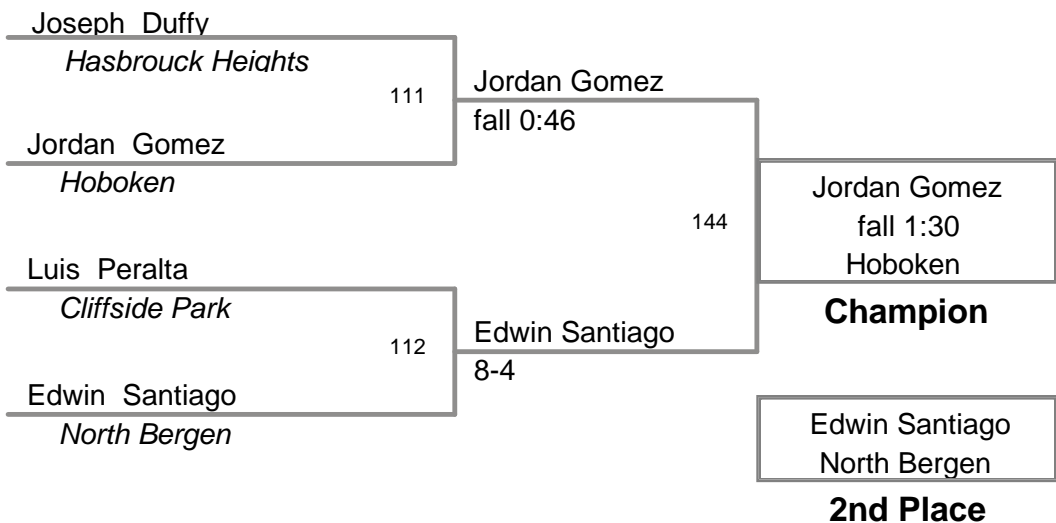 Joseph Duffy
Hasbrouck Heights
111
Jordan Gomez
Hoboken
Jordan Gomez
fall 0:46
Luis Peralta
Cliffside Park
112
Edwin Santiago
North Bergen
Edwin Santiago
8-4
144
Jordan Gomez
fall 1:30
Hoboken
Champion
Edwin Santiago
North Bergen
2nd Place